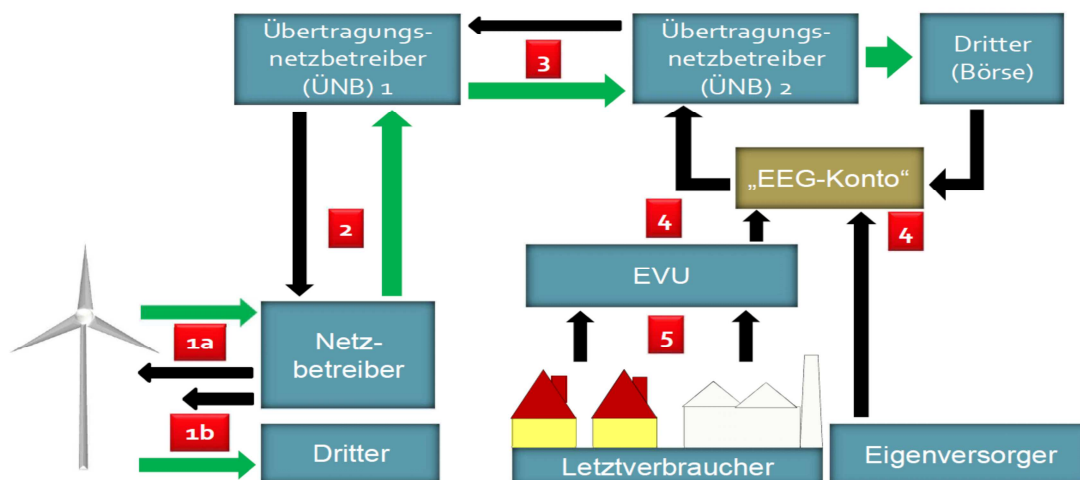 Übertragungs-
netzbetreiber
(ÜNB) 1
3
Übertragungs-
netzbetreiber
(ÜNB) 2
Dritter
(Börse)
„EEG-Konto“
2
4
4
EVU
1a
Netz-
betreiber
5
1b
Dritter
Letztverbraucher
Eigenversorger